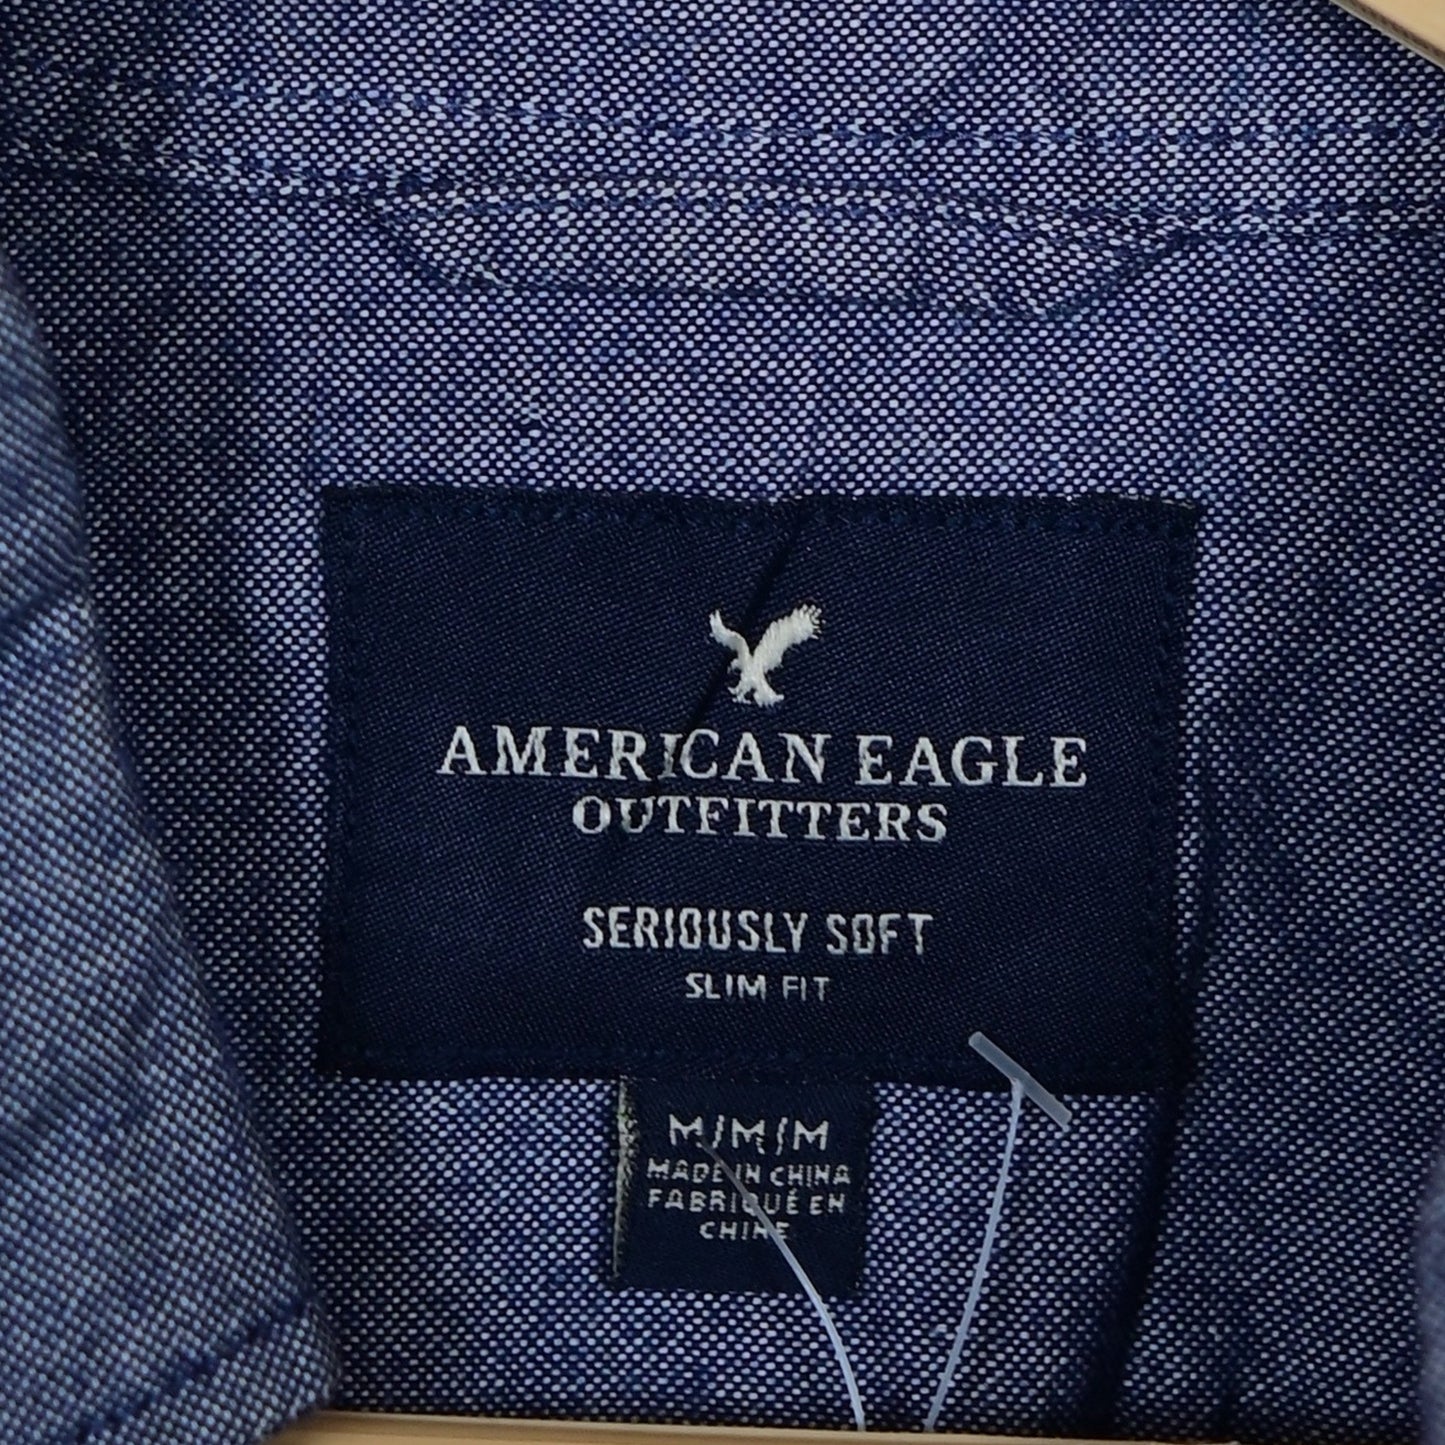 AMERICAN EAGLE
OUTFITTERS
SERIOUSLY SOFT
SLIM FIT
M/M/M
MADE IN CHINA
FABRIQUÉ EN
CHINE